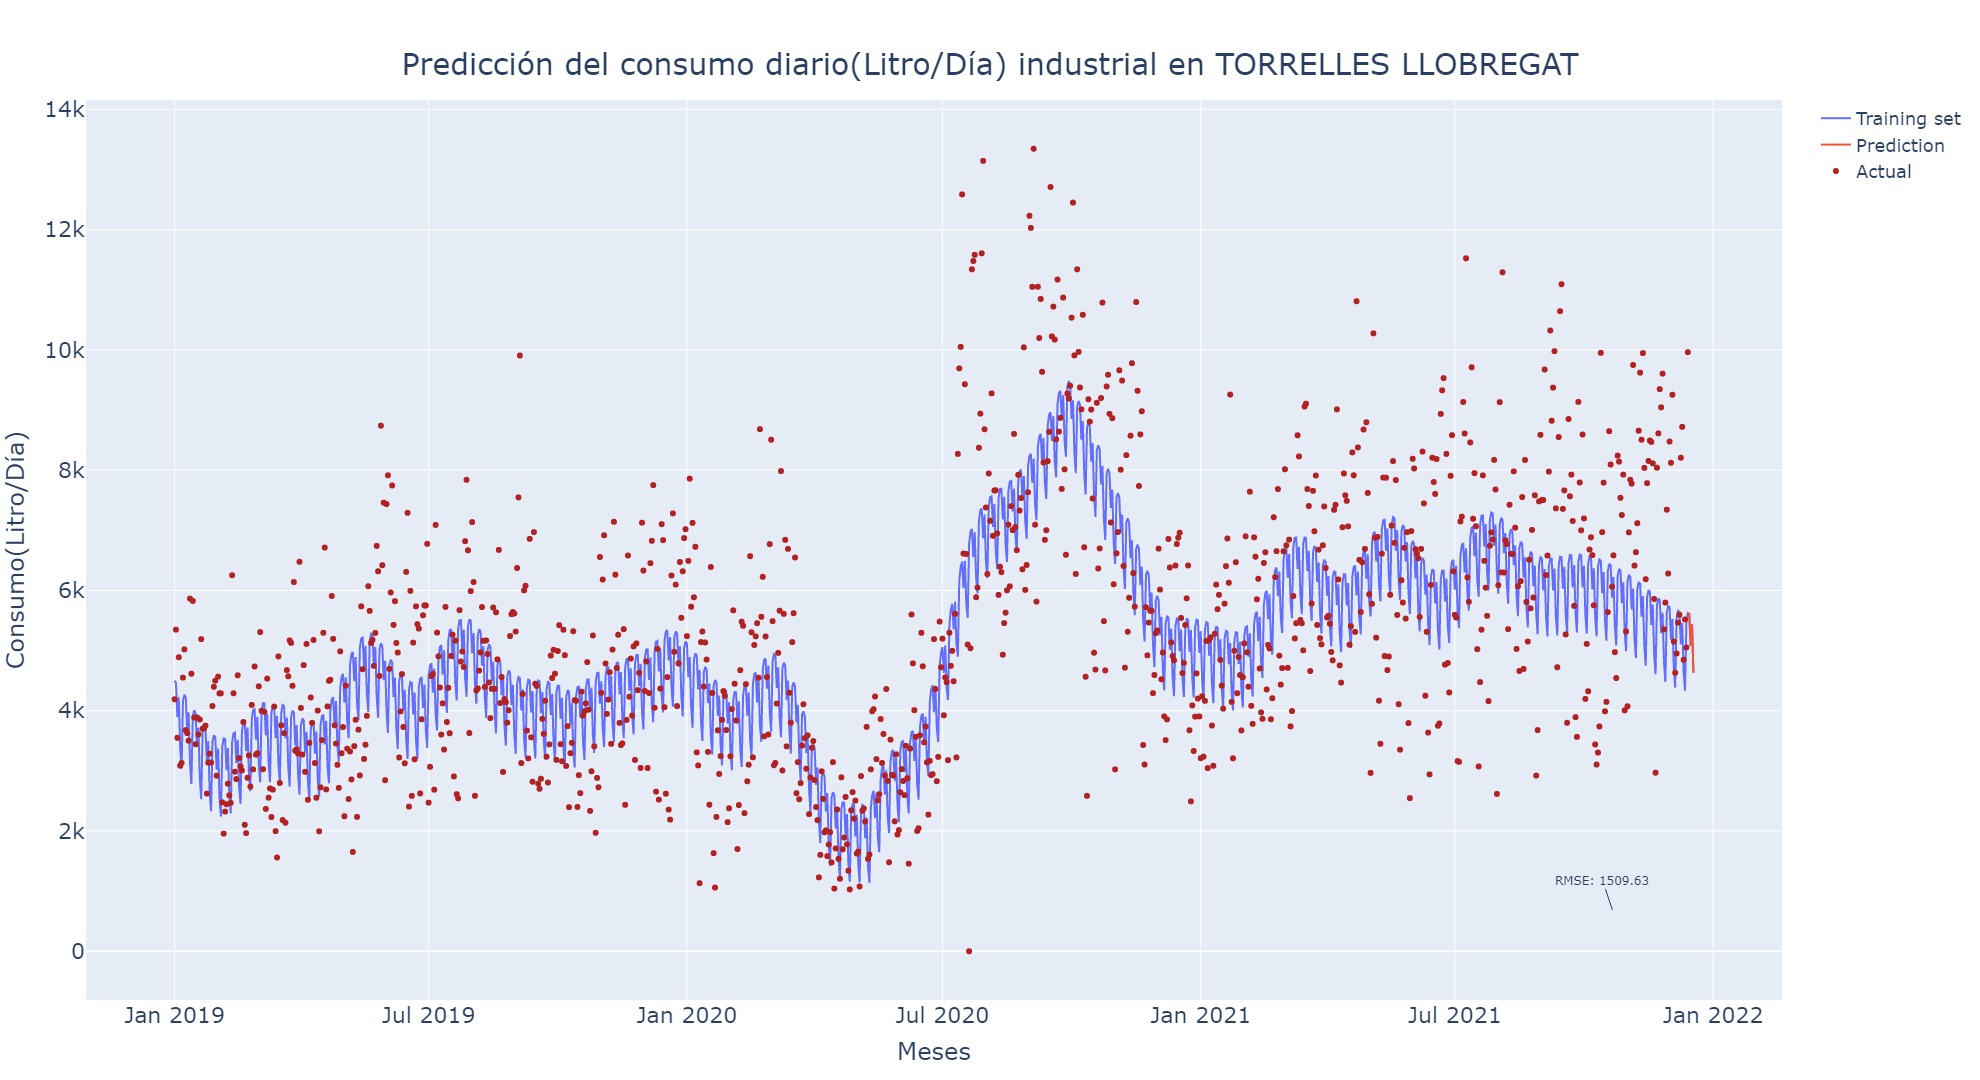 Predicción del consumo diario(Litro/Día) industrial en TORRELLES LLOBREGAT
Training set
Prediction
Actual
Consumo(Litro/Día)
14k
12k
10k
8k
6k
4k
2k
0
RMSE: 1509.63
Jan 2019
Jul 2019
Jan 2020
Jul 2020
Jan 2021
Jul 2021
Jan 2022
Meses